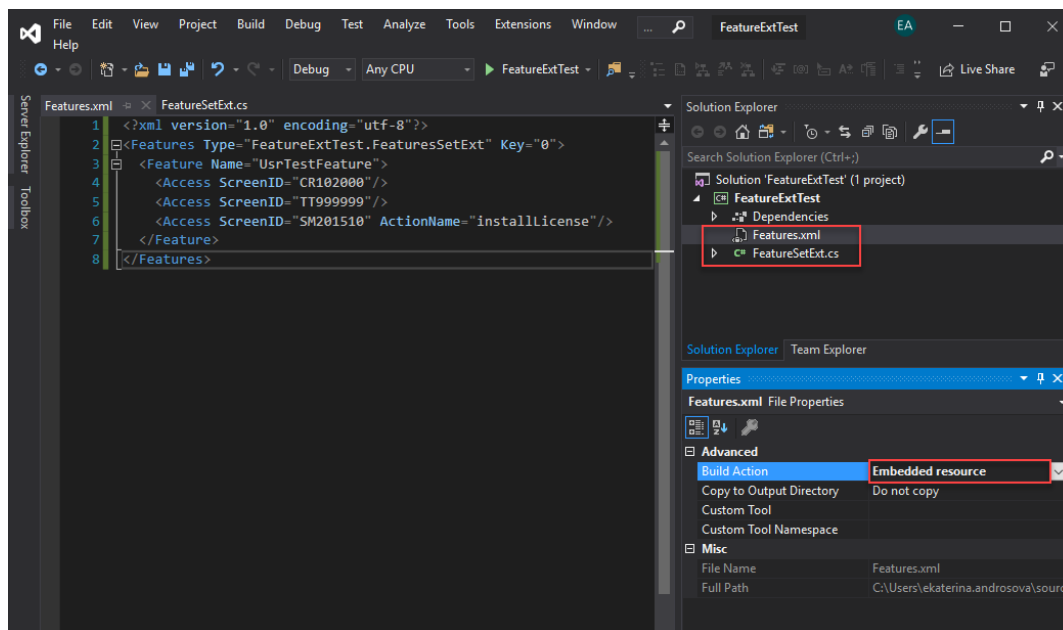 File Edit View Project Build Debug Test Analyze Tools Extensions Window ... FeatureExtTest EA
Help
Debug Any CPU FeatureExtTest Live Share
Server Explorer
Toolbox
Features.xml FeatureSetExt.cs
1 <?xml version="1.0" encoding="utf-8"?>
2 <Features Type="FeatureExtTest.FeaturesSetExt" Key="0">
3 <Feature Name="UsrTestFeature">
4 <Access ScreenID="CR102000"/>
5 <Access ScreenID="TT999999"/>
6 <Access ScreenID="SM201510" ActionName="installLicense"/>
7 </Feature>
8 </Features>
Solution Explorer
Search Solution Explorer (Ctrl+;)
Solution 'FeatureExtTest' (1 project)
C# FeatureExtTest
Dependencies
Features.xml
C# FeatureSetExt.cs
Solution Explorer Team Explorer
Properties
Features.xml File Properties
Advanced
Build Action Embedded resource
Copy to Output Directory Do not copy
Custom Tool
Custom Tool Namespace
Misc
File Name Features.xml
Full Path C:\Users\ekaterina.androsova\sour